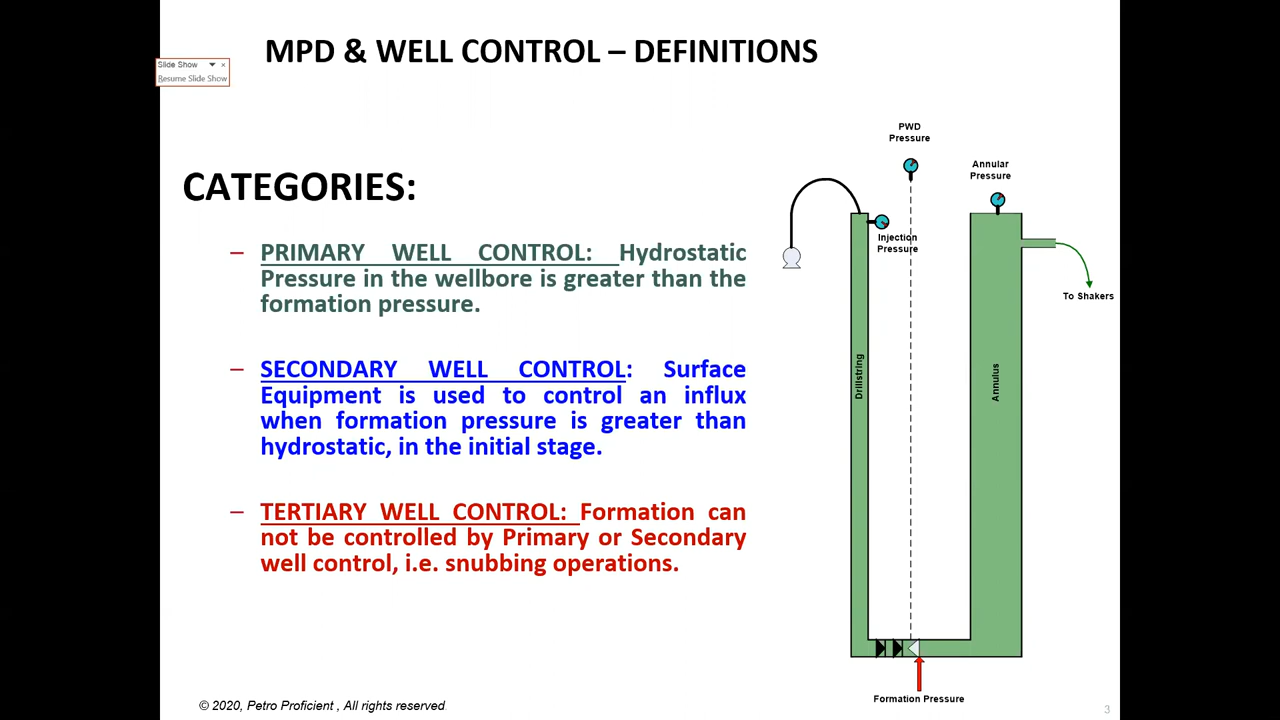 MPD & WELL CONTROL – DEFINITIONS
Slide Show
Resume Slide Show
CATEGORIES:
– PRIMARY WELL CONTROL: Hydrostatic
Pressure in the wellbore is greater than the
formation pressure.
– SECONDARY WELL CONTROL: Surface
Equipment is used to control an influx
when formation pressure is greater than
hydrostatic, in the initial stage.
– TERTIARY WELL CONTROL: Formation can
not be controlled by Primary or Secondary
well control, i.e. snubbing operations.
PWD
Pressure
Annular
Pressure
Injection
Pressure
To Shakers
Drillstring
Annulus
Formation Pressure
© 2020, Petro Proficient , All rights reserved
3